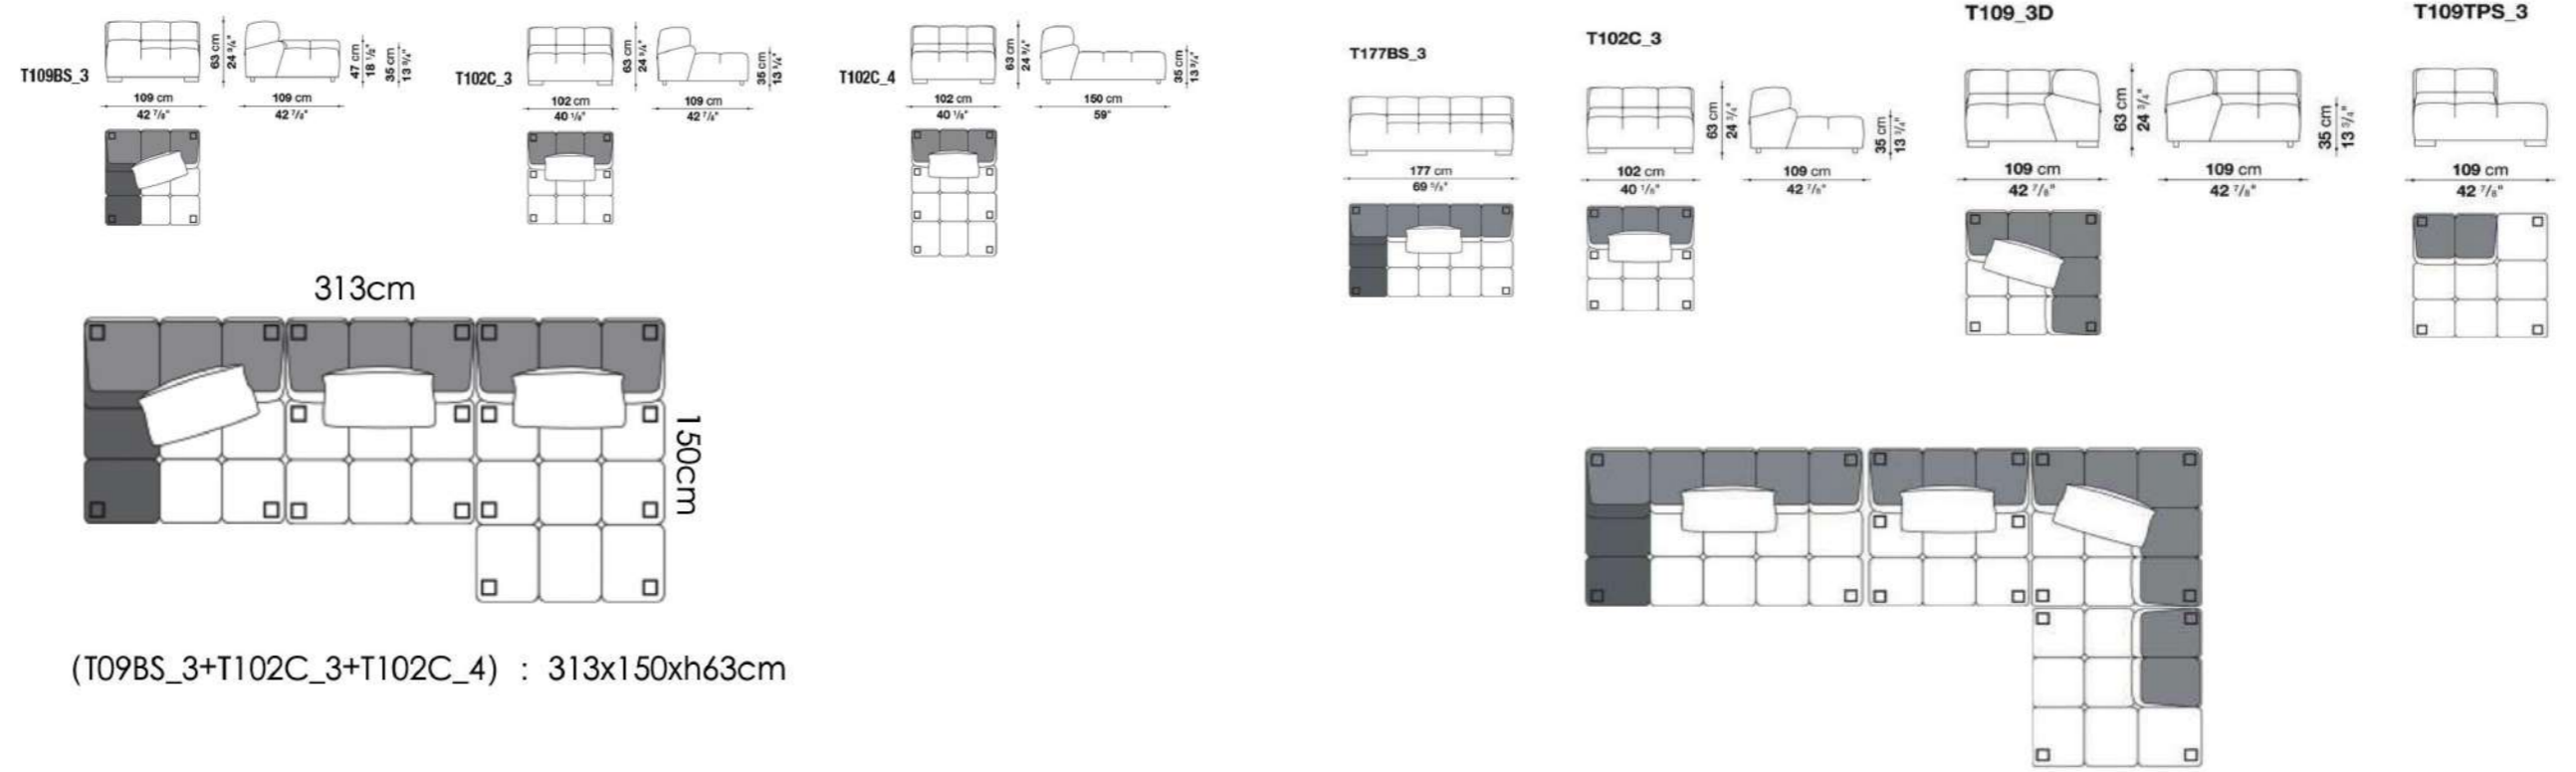 T109BS_3
63 cm
24 3/4"
47 cm
18 1/2"
35 cm
13 3/4"
109 cm
42 7/8"
109 cm
42 7/8"
T102C_3
63 cm
24 3/4"
35 cm
13 3/4"
102 cm
40 1/8"
109 cm
42 7/8"
T102C_4
63 cm
24 3/4"
35 cm
13 3/4"
102 cm
40 1/8"
150 cm
59"
313cm
150cm
(T09BS_3+T102C_3+T102C_4) : 313x150xh63cm
T177BS_3
177 cm
69 5/8"
T102C_3
63 cm
24 3/4"
35 cm
13 3/4"
102 cm
40 1/8"
109 cm
42 7/8"
T109_3D
63 cm
24 3/4"
35 cm
13 3/4"
109 cm
42 7/8"
109 cm
42 7/8"
T109TPS_3
109 cm
42 7/8"